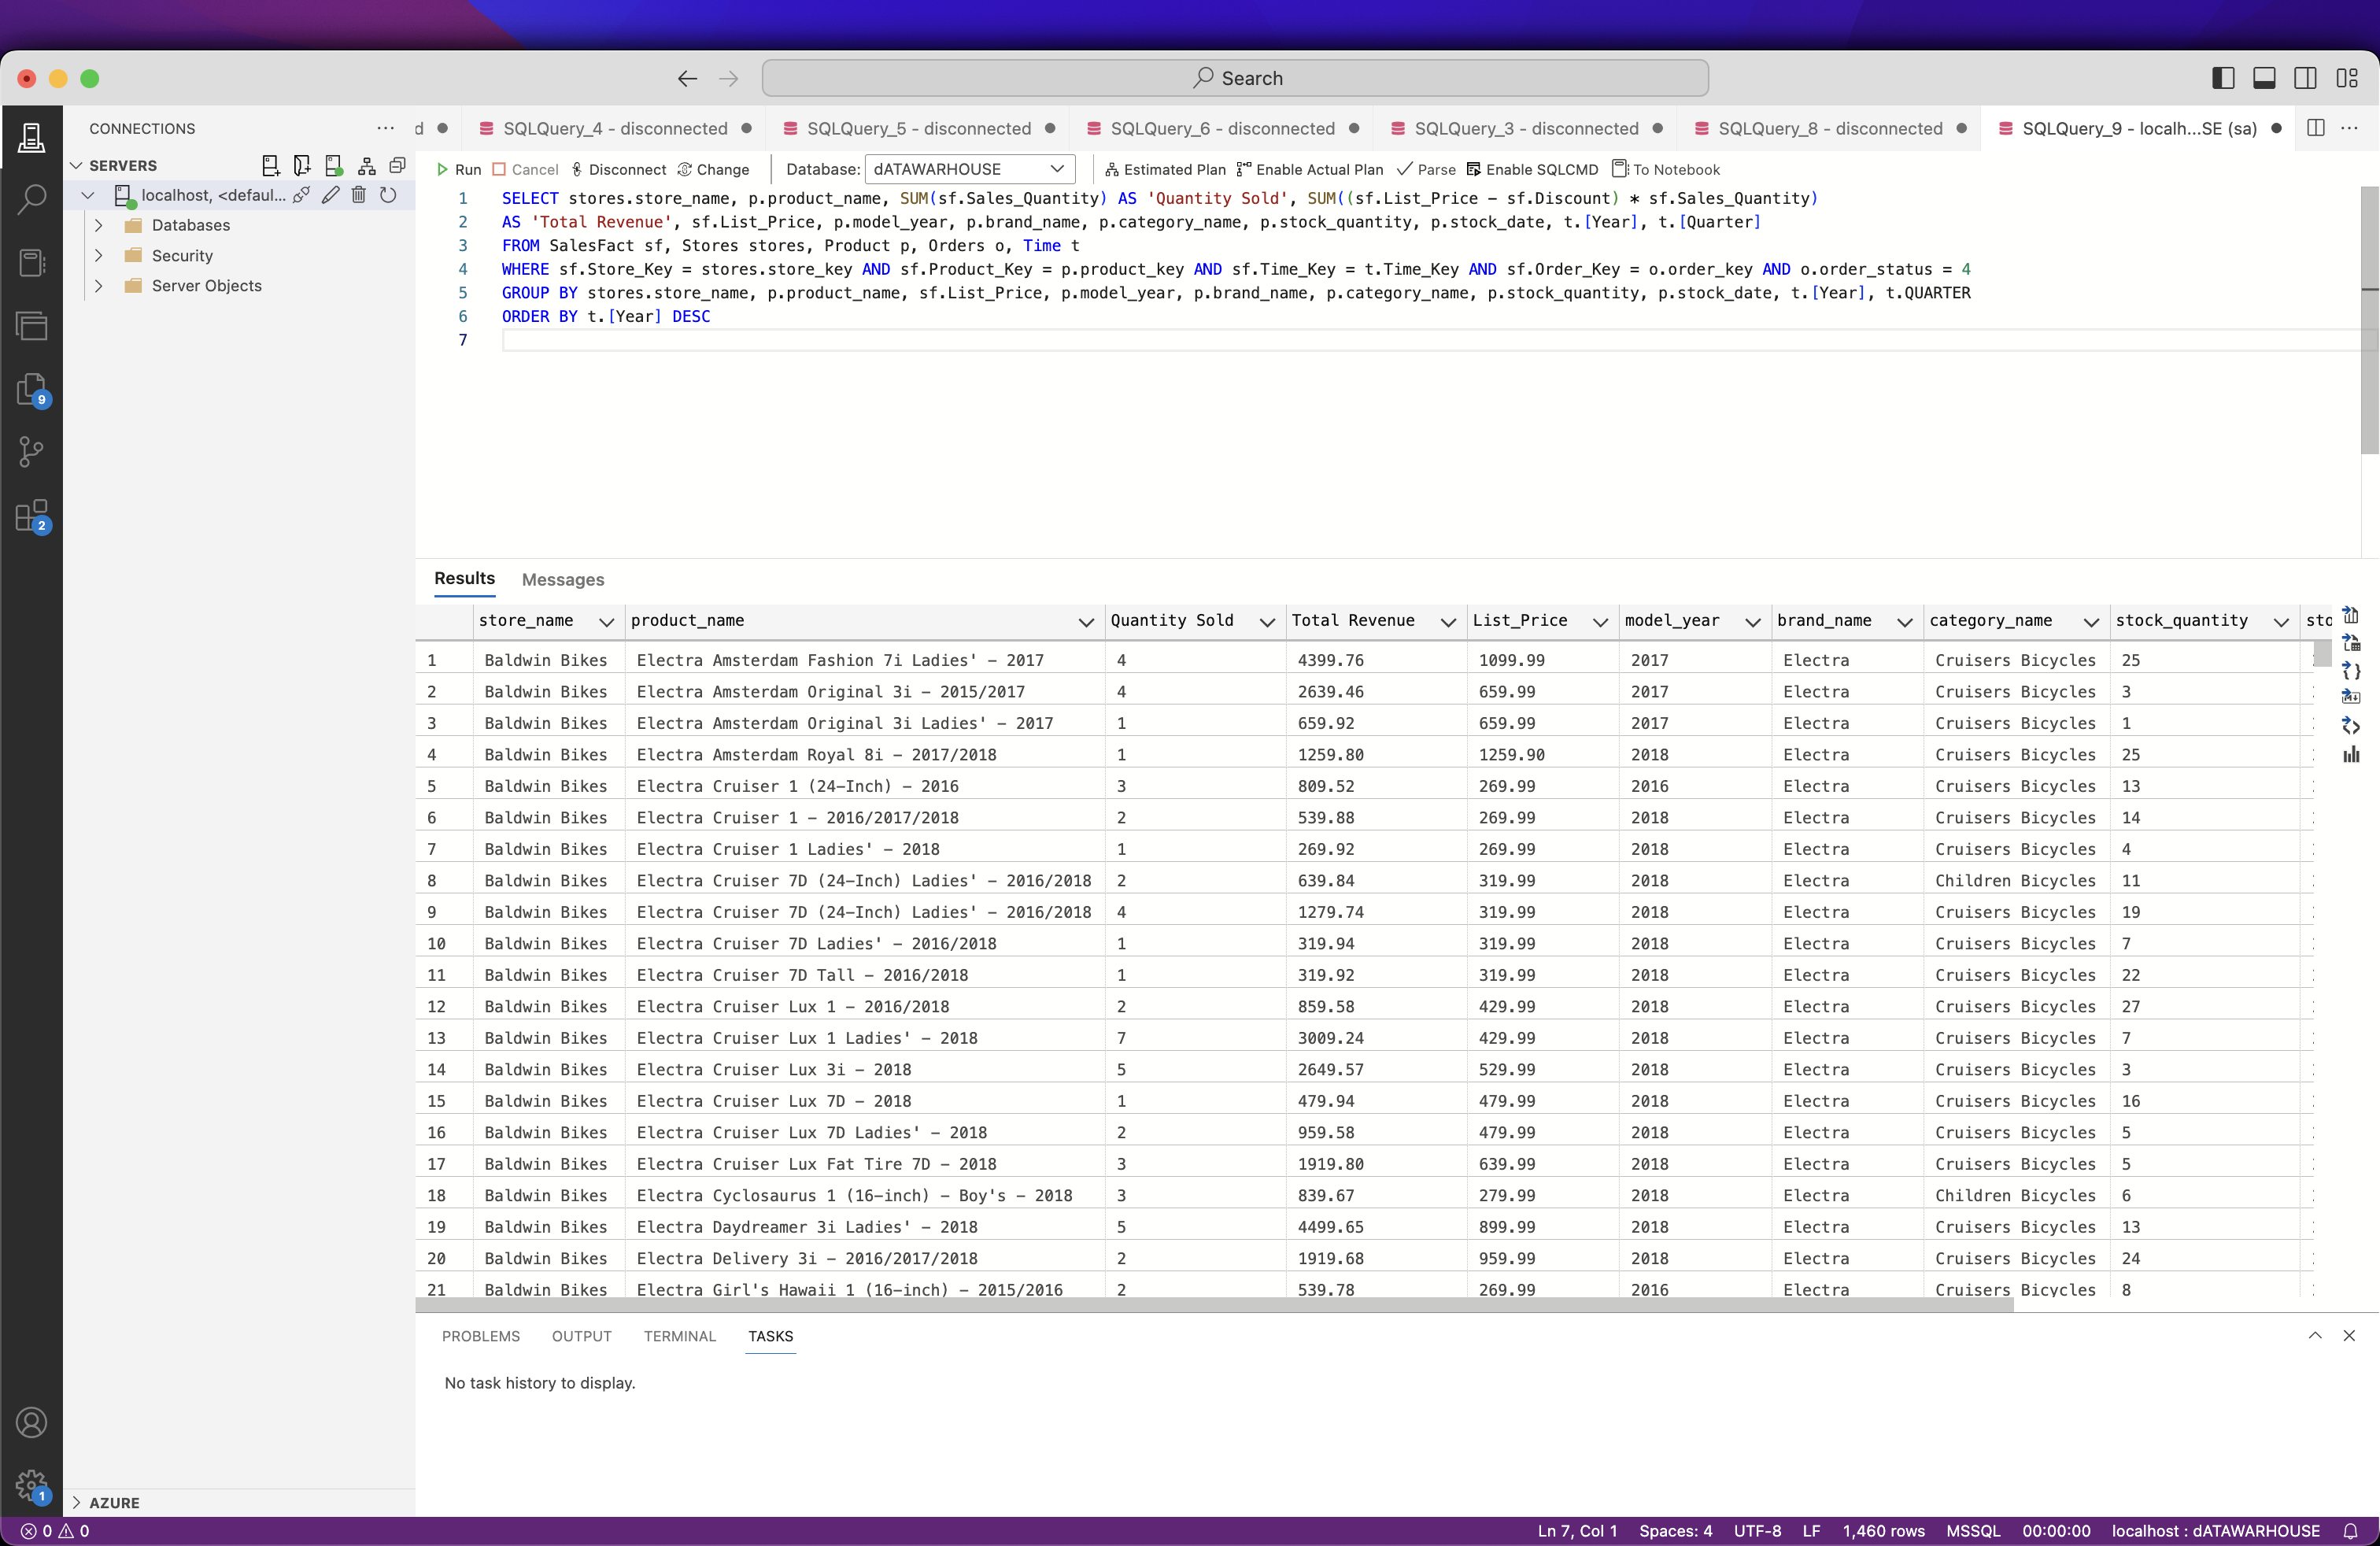 Search
CONNECTIONS
d
SQLQuery_4 - disconnected
SQLQuery_5 - disconnected
SQLQuery_6 - disconnected
SQLQuery_3 - disconnected
SQLQuery_8 - disconnected
SQLQuery_9 - localh...SE (sa)
SERVERS
localhost, <defaul...
Databases
Security
Server Objects
9
2
1
AZURE
Run Cancel Disconnect Change Database: dATAWARHOUSE Estimated Plan Enable Actual Plan Parse Enable SQLCMD To Notebook
1 SELECT stores.store_name, p.product_name, SUM(sf.Sales_Quantity) AS 'Quantity Sold', SUM((sf.List_Price - sf.Discount) * sf.Sales_Quantity)
2 AS 'Total Revenue', sf.List_Price, p.model_year, p.brand_name, p.category_name, p.stock_quantity, p.stock_date, t.[Year], t.[Quarter]
3 FROM SalesFact sf, Stores stores, Product p, Orders o, Time t
4 WHERE sf.Store_Key = stores.store_key AND sf.Product_Key = p.product_key AND sf.Time_Key = t.Time_Key AND sf.Order_Key = o.order_key AND o.order_status = 4
5 GROUP BY stores.store_name, p.product_name, sf.List_Price, p.model_year, p.brand_name, p.category_name, p.stock_quantity, p.stock_date, t.[Year], t.QUARTER
6 ORDER BY t.[Year] DESC
7
Results Messages
store_name product_name Quantity Sold Total Revenue List_Price model_year brand_name category_name stock_quantity sto
1 Baldwin Bikes Electra Amsterdam Fashion 7i Ladies' - 2017 4 4399.76 1099.99 2017 Electra Cruisers Bicycles 25
2 Baldwin Bikes Electra Amsterdam Original 3i - 2015/2017 4 2639.46 659.99 2017 Electra Cruisers Bicycles 3
3 Baldwin Bikes Electra Amsterdam Original 3i Ladies' - 2017 1 659.92 659.99 2017 Electra Cruisers Bicycles 1
4 Baldwin Bikes Electra Amsterdam Royal 8i - 2017/2018 1 1259.80 1259.90 2018 Electra Cruisers Bicycles 25
5 Baldwin Bikes Electra Cruiser 1 (24-Inch) - 2016 3 809.52 269.99 2016 Electra Cruisers Bicycles 13
6 Baldwin Bikes Electra Cruiser 1 - 2016/2017/2018 2 539.88 269.99 2018 Electra Cruisers Bicycles 14
7 Baldwin Bikes Electra Cruiser 1 Ladies' - 2018 1 269.92 269.99 2018 Electra Cruisers Bicycles 4
8 Baldwin Bikes Electra Cruiser 7D (24-Inch) Ladies' - 2016/2018 2 639.84 319.99 2018 Electra Children Bicycles 11
9 Baldwin Bikes Electra Cruiser 7D (24-Inch) Ladies' - 2016/2018 4 1279.74 319.99 2018 Electra Cruisers Bicycles 19
10 Baldwin Bikes Electra Cruiser 7D Ladies' - 2016/2018 1 319.94 319.99 2018 Electra Cruisers Bicycles 7
11 Baldwin Bikes Electra Cruiser 7D Tall - 2016/2018 1 319.92 319.99 2018 Electra Cruisers Bicycles 22
12 Baldwin Bikes Electra Cruiser Lux 1 - 2016/2018 2 859.58 429.99 2018 Electra Cruisers Bicycles 27
13 Baldwin Bikes Electra Cruiser Lux 1 Ladies' - 2018 7 3009.24 429.99 2018 Electra Cruisers Bicycles 7
14 Baldwin Bikes Electra Cruiser Lux 3i - 2018 5 2649.57 529.99 2018 Electra Cruisers Bicycles 3
15 Baldwin Bikes Electra Cruiser Lux 7D - 2018 1 479.94 479.99 2018 Electra Cruisers Bicycles 16
16 Baldwin Bikes Electra Cruiser Lux 7D Ladies' - 2018 2 959.58 479.99 2018 Electra Cruisers Bicycles 5
17 Baldwin Bikes Electra Cruiser Lux Fat Tire 7D - 2018 3 1919.80 639.99 2018 Electra Cruisers Bicycles 5
18 Baldwin Bikes Electra Cyclosaurus 1 (16-inch) - Boy's - 2018 3 839.67 279.99 2018 Electra Children Bicycles 6
19 Baldwin Bikes Electra Daydreamer 3i Ladies' - 2018 5 4499.65 899.99 2018 Electra Cruisers Bicycles 13
20 Baldwin Bikes Electra Delivery 3i - 2016/2017/2018 2 1919.68 959.99 2018 Electra Cruisers Bicycles 24
21 Baldwin Bikes Electra Girl's Hawaii 1 (16-inch) - 2015/2016 2 539.78 269.99 2016 Electra Cruisers Bicycles 8
PROBLEMS OUTPUT TERMINAL TASKS
No task history to display.
0 0 Ln 7, Col 1 Spaces: 4 UTF-8 LF 1,460 rows MSSQL 00:00:00 localhost : dATAWARHOUSE